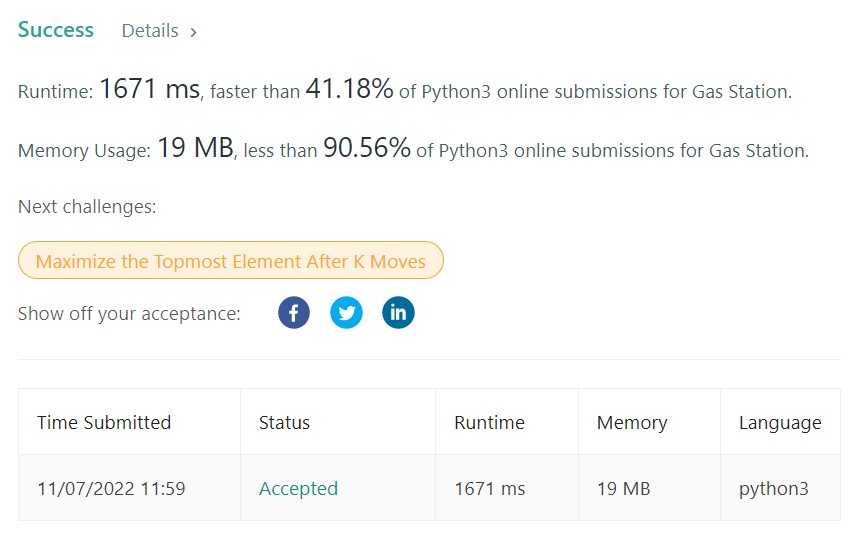 Success Details >
Runtime: 1671 ms, faster than 41.18% of Python3 online submissions for Gas Station.
Memory Usage: 19 MB, less than 90.56% of Python3 online submissions for Gas Station.
Next challenges:
Maximize the Topmost Element After K Moves
Show off your acceptance: f in
Time Submitted Status Runtime Memory Language
11/07/2022 11:59 Accepted 1671 ms 19 MB python3